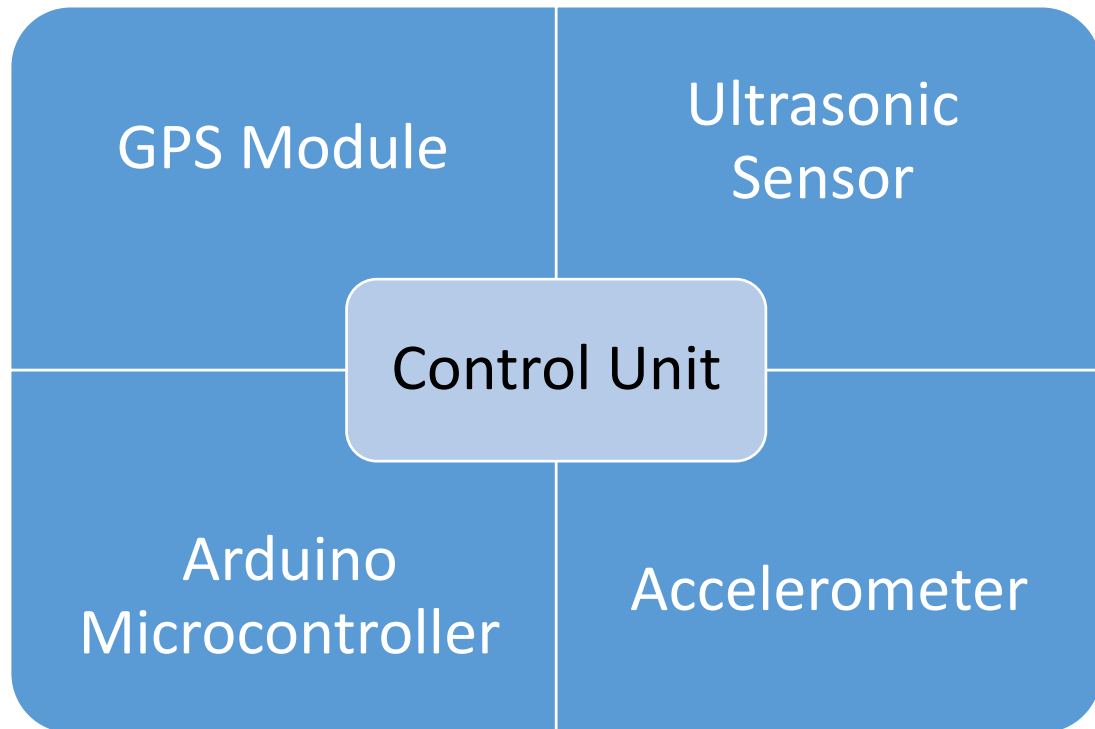 GPS Module
Ultrasonic
Sensor
Control Unit
Arduino
Microcontroller
Accelerometer